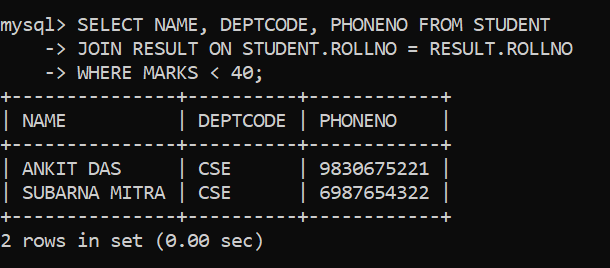 mysql> SELECT NAME, DEPTCODE, PHONENO FROM STUDENT
    -> JOIN RESULT ON STUDENT.ROLLNO = RESULT.ROLLNO
    -> WHERE MARKS < 40;
+---------------+----------+------------+
| NAME          | DEPTCODE | PHONENO    |
+---------------+----------+------------+
| ANKIT DAS     | CSE      | 9830675221 |
| SUBARNA MITRA | CSE      | 6987654322 |
+---------------+----------+------------+
2 rows in set (0.00 sec)